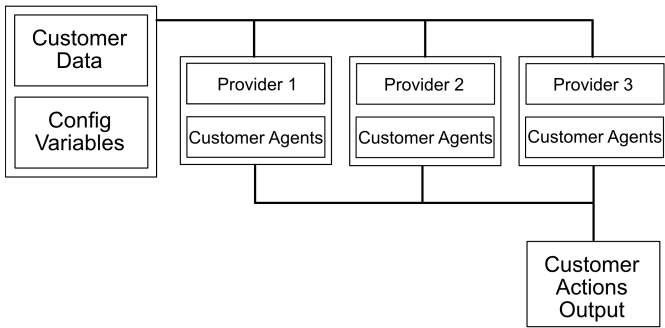 Customer
Data
Config
Variables
Provider 1
Customer Agents
Provider 2
Customer Agents
Provider 3
Customer Agents
Customer
Actions
Output